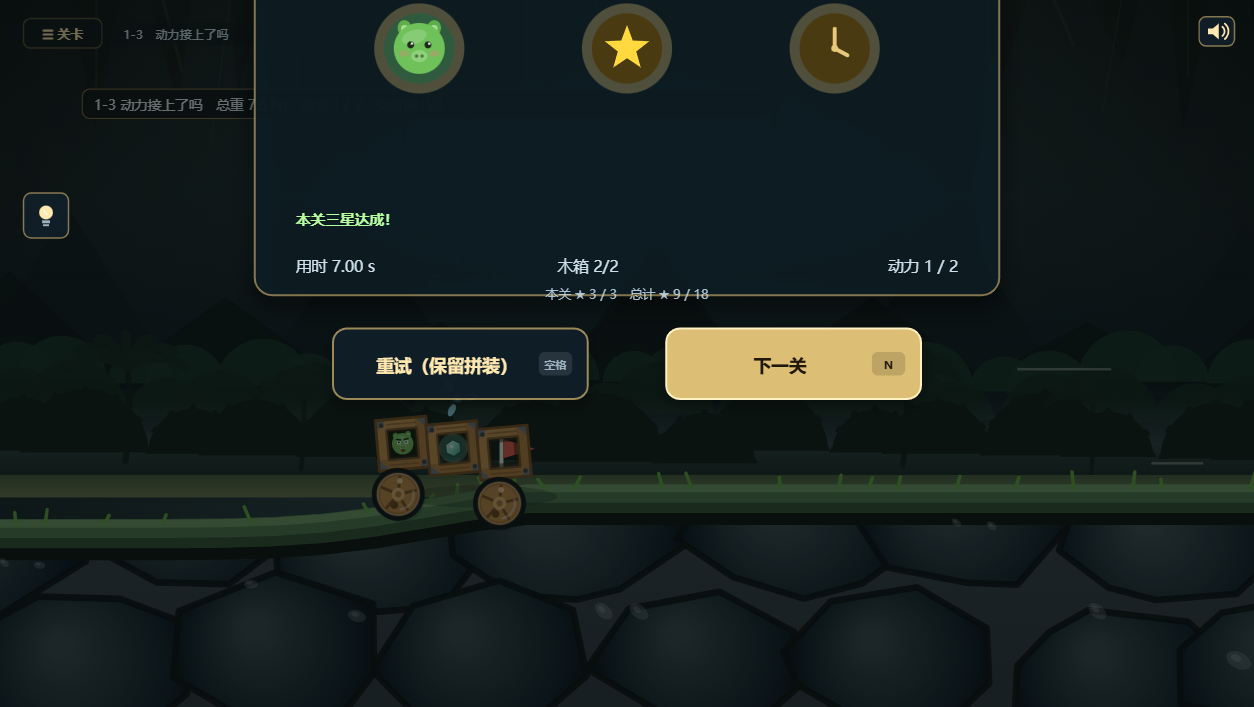 ☰ 关卡
1-3 动力接上了吗
1-3 动力接上了吗 总重 7
本关三星达成!
用时 7.00 s
木箱 2/2
动力 1 / 2
本关 ★ 3 / 3 总计 ★ 9 / 18
重试（保留拼装） 空格
下一关 N